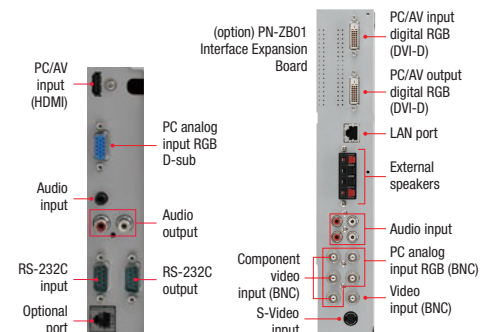 PC/AV
input
(HDMI)
PC analog
input RGB
D-sub
Audio
input
Audio
output
RS-232C
input
RS-232C
output
Optional
port
(option) PN-ZB01
Interface Expansion
Board
PC/AV input
digital RGB
(DVI-D)
PC/AV output
digital RGB
(DVI-D)
LAN port
External
speakers
Audio input
Component
video
input (BNC)
PC analog
input RGB (BNC)
Video
input (BNC)
S-Video
input